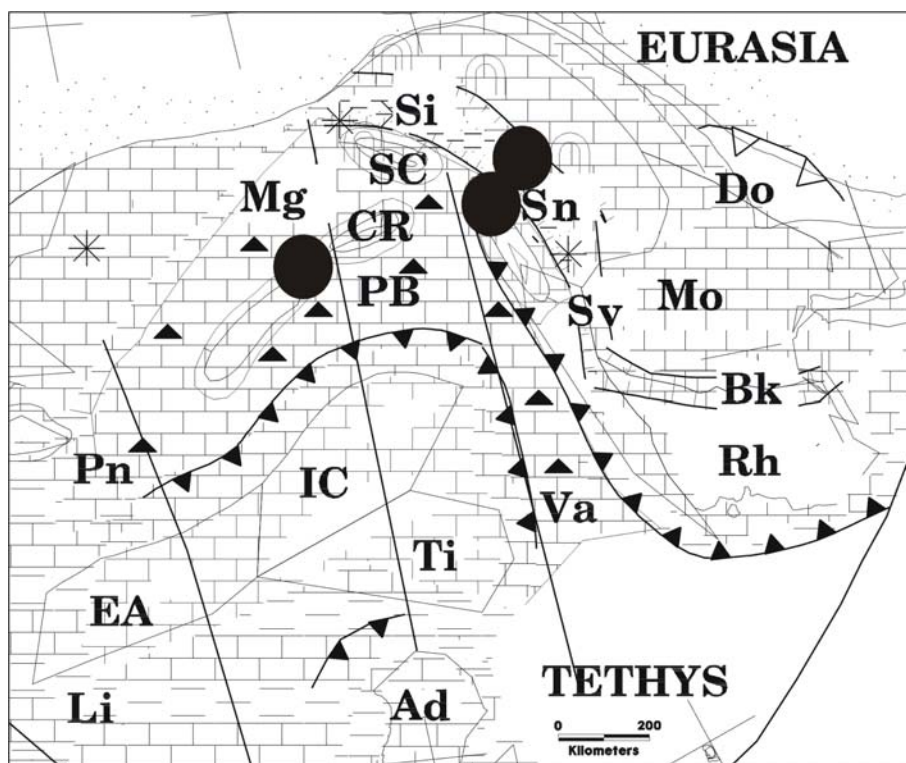 EURASIA
Si
SC
Do
Mg
Sn
CR
PB
Mo
Sv
Bk
Pn
IC
Rh
Va
Ti
EA
TETHYS
Li
Ad
0 200
Kilometers